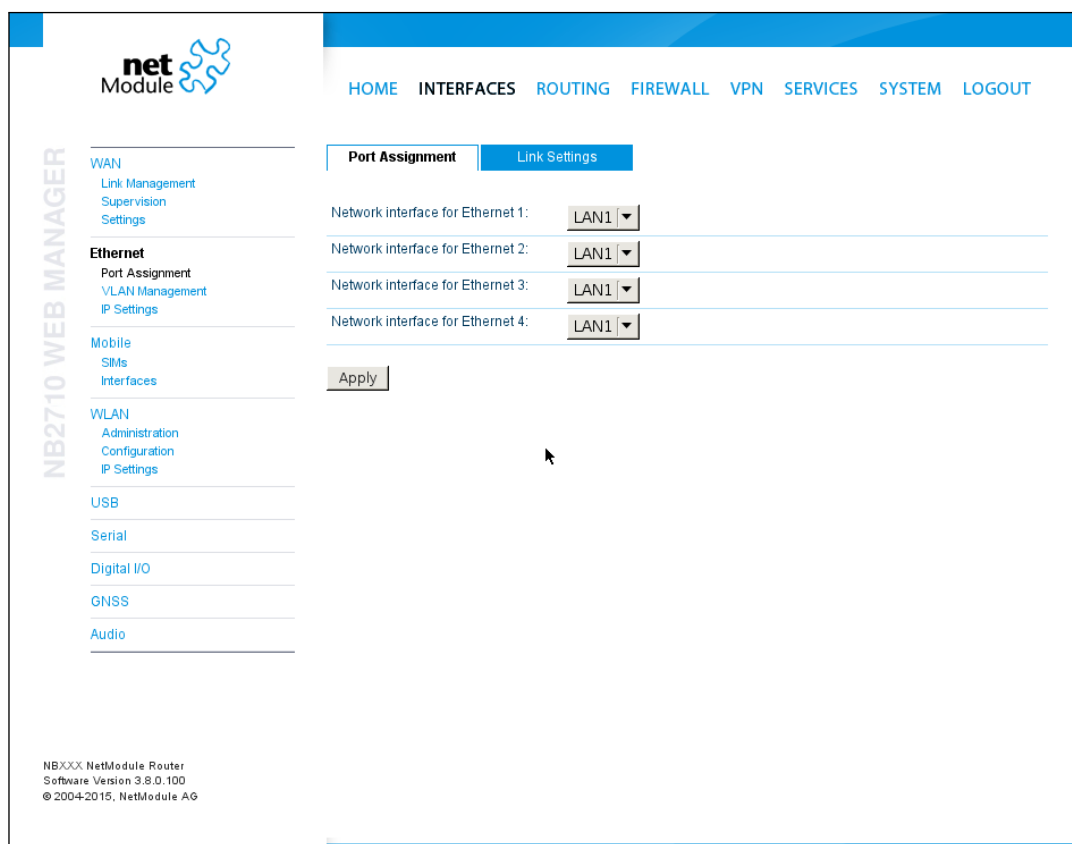 net
Module
HOME INTERFACES ROUTING FIREWALL VPN SERVICES SYSTEM LOGOUT
NB2710 WEB MANAGER
WAN
Link Management
Supervision
Settings
Ethernet
Port Assignment
VLAN Management
IP Settings
Mobile
SIMs
Interfaces
WLAN
Administration
Configuration
IP Settings
USB
Serial
Digital I/O
GNSS
Audio
Port Assignment Link Settings
Network interface for Ethernet 1: LAN1
Network interface for Ethernet 2: LAN1
Network interface for Ethernet 3: LAN1
Network interface for Ethernet 4: LAN1
Apply
NBXXX NetModule Router
Software Version 3.8.0.100
© 2004-2015, NetModule AG